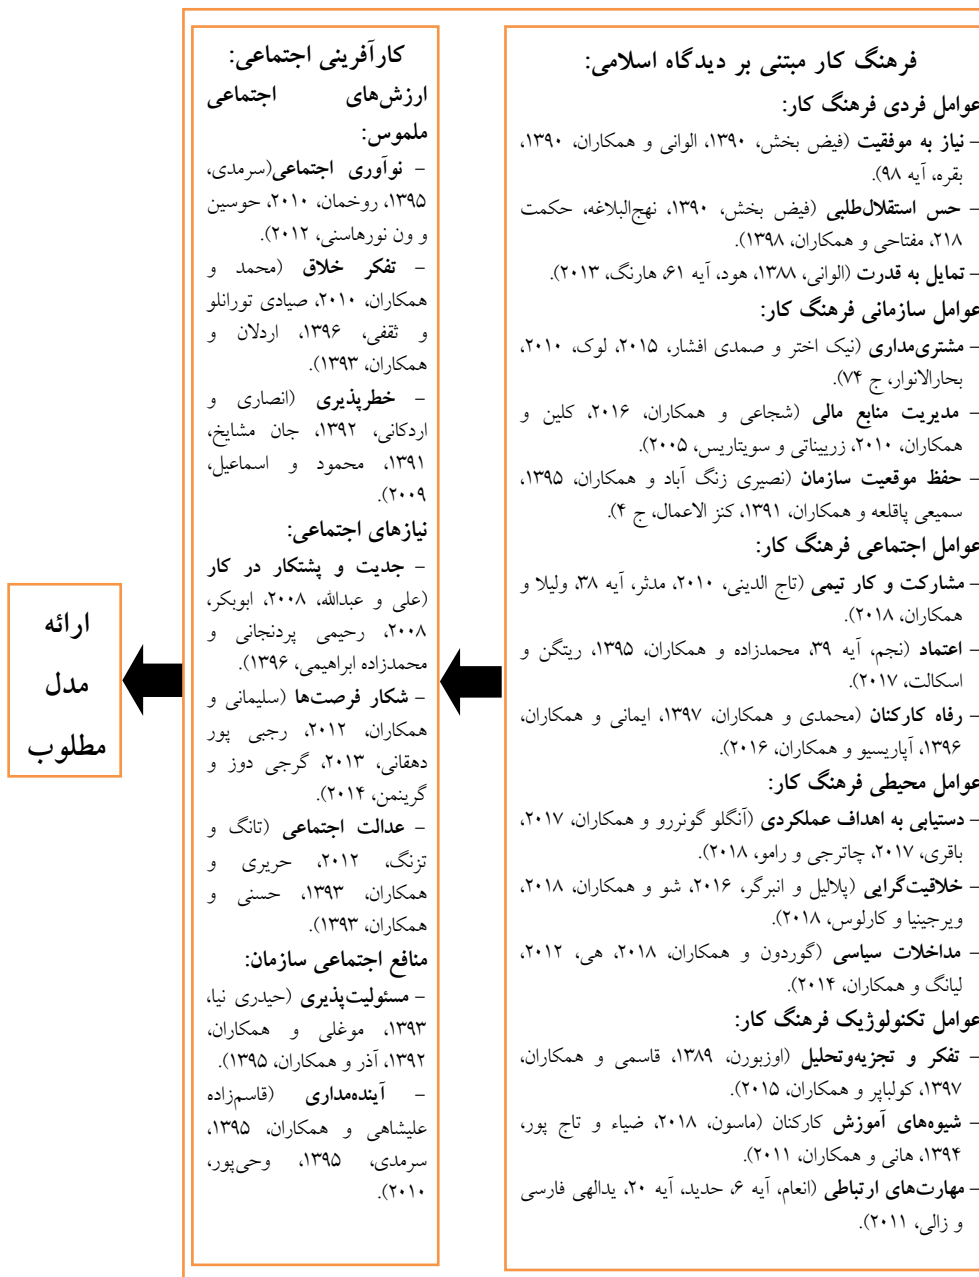 فرهنگ کار مبتنی بر دیدگاه اسلامی:
عوامل فردی فرهنگ کار:
- نیاز به موفقیت (فیض بخش، ۱۳۹۰، الوانی و همکاران، ۱۳۹۰،
بقره، آیه ۹۸).
- حس استقلال‌طلبی (فیض بخش، ۱۳۹۰، نهج‌البلاغه، حکمت
۲۱۸، مفتاحی و همکاران، ۱۳۹۸).
- تمایل به قدرت (الوانی، ۱۳۸۸، هود، آیه ۶۱، هارنگ، ۲۰۱۳).
عوامل سازمانی فرهنگ کار:
- مشتری‌مداری (نیک اختر و صمدی افشار، ۲۰۱۵، لوک، ۲۰۱۰،
بحارالانوار، ج ۷۴).
- مدیریت منابع مالی (شجاعی و همکاران، ۲۰۱۶، کلین و
همکاران، ۲۰۱۰، زریناتی و سویتاریس، ۲۰۰۵).
- حفظ موقعیت سازمان (نصیری زنگ آباد و همکاران، ۱۳۹۵،
سمیعی پاقلعه و همکاران، ۱۳۹۱، کنز الاعمال، ج ۴).
عوامل اجتماعی فرهنگ کار:
- مشارکت و کار تیمی (تاج الدینی، ۲۰۱۰، مدثر، آیه ۳۸، ولیلا و
همکاران، ۲۰۱۸).
- اعتماد (نجم، آیه ۳۹، محمدزاده و همکاران، ۱۳۹۵، ریتگن و
اسکالت، ۲۰۱۷).
- رفاه کارکنان (محمدی و همکاران، ۱۳۹۷، ایمانی و همکاران،
۱۳۹۶، آپاریسیو و همکاران، ۲۰۱۶).
عوامل محیطی فرهنگ کار:
- دستیابی به اهداف عملکردی (آنگلو گونررو و همکاران، ۲۰۱۷،
باقری، ۲۰۱۷، چاترجی و رامو، ۲۰۱۸).
- خلاقیت‌گرایی (پلالیل و انبرگر، ۲۰۱۶، شو و همکاران، ۲۰۱۸،
ویرجینیا و کارلوس، ۲۰۱۸).
- مداخلات سیاسی (گوردون و همکاران، ۲۰۱۸، هی، ۲۰۱۲،
لیانگ و همکاران، ۲۰۱۴).
عوامل تکنولوژیک فرهنگ کار:
- تفکر و تجزیه‌وتحلیل (اوزبورن، ۱۳۸۹، قاسمی و همکاران،
۱۳۹۷، کولباپر و همکاران، ۲۰۱۵).
- شیوه‌های آموزش کارکنان (ماسون، ۲۰۱۸، ضیاء و تاج پور،
۱۳۹۴، هانی و همکاران، ۲۰۱۱).
- مهارت‌های ارتباطی (انعام، آیه ۶، حدید، آیه ۲۰، یدالهی فارسی
و زالی، ۲۰۱۱).
کارآفرینی اجتماعی:
ارزش‌های اجتماعی
ملموس:
- نوآوری اجتماعی(سرمدی،
۱۳۹۵، روخمان، ۲۰۱۰، حوسین
و ون نورهاسنی، ۲۰۱۲).
- تفکر خلاق (محمد و
همکاران، ۲۰۱۰، صیادی تورانلو
و ثقفی، ۱۳۹۶، اردلان و
همکاران، ۱۳۹۳).
- خطرپذیری (انصاری و
اردکانی، ۱۳۹۲، جان مشایخ،
۱۳۹۱، محمود و اسماعیل،
۲۰۰۹).
نیازهای اجتماعی:
- جدیت و پشتکار در کار
(علی و عبدالله، ۲۰۰۸، ابوبکر،
۲۰۰۸، رحیمی پردنجانی و
محمدزاده ابراهیمی، ۱۳۹۶).
- شکار فرصت‌ها (سلیمانی و
همکاران، ۲۰۱۲، رجبی پور
دهقانی، ۲۰۱۳، گرجی دوز و
گرینمن، ۲۰۱۴).
- عدالت اجتماعی (تانگ و
تزنگ، ۲۰۱۲، حریری و
همکاران، ۱۳۹۳، حسنی و
همکاران، ۱۳۹۳).
منافع اجتماعی سازمان:
- مسئولیت‌پذیری (حیدری نیا،
۱۳۹۳، موغلی و همکاران،
۱۳۹۲، آذر و همکاران، ۱۳۹۵).
- آینده‌مداری (قاسم‌زاده
علیشاهی و همکاران، ۱۳۹۵،
سرمدی، ۱۳۹۵، وحی‌پور،
۲۰۱۰).
ارائه
مدل
مطلوب